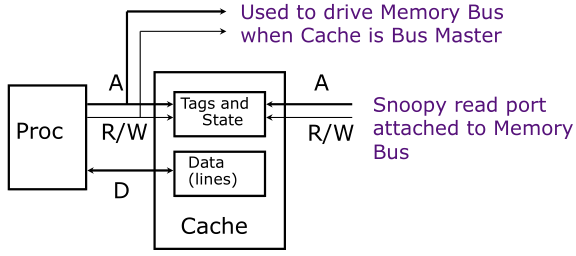 Used to drive Memory Bus
when Cache is Bus Master
A
A
Tags and
State
Snoopy read port
attached to Memory
Bus
Proc
R/W
R/W
Data
(lines)
D
Cache